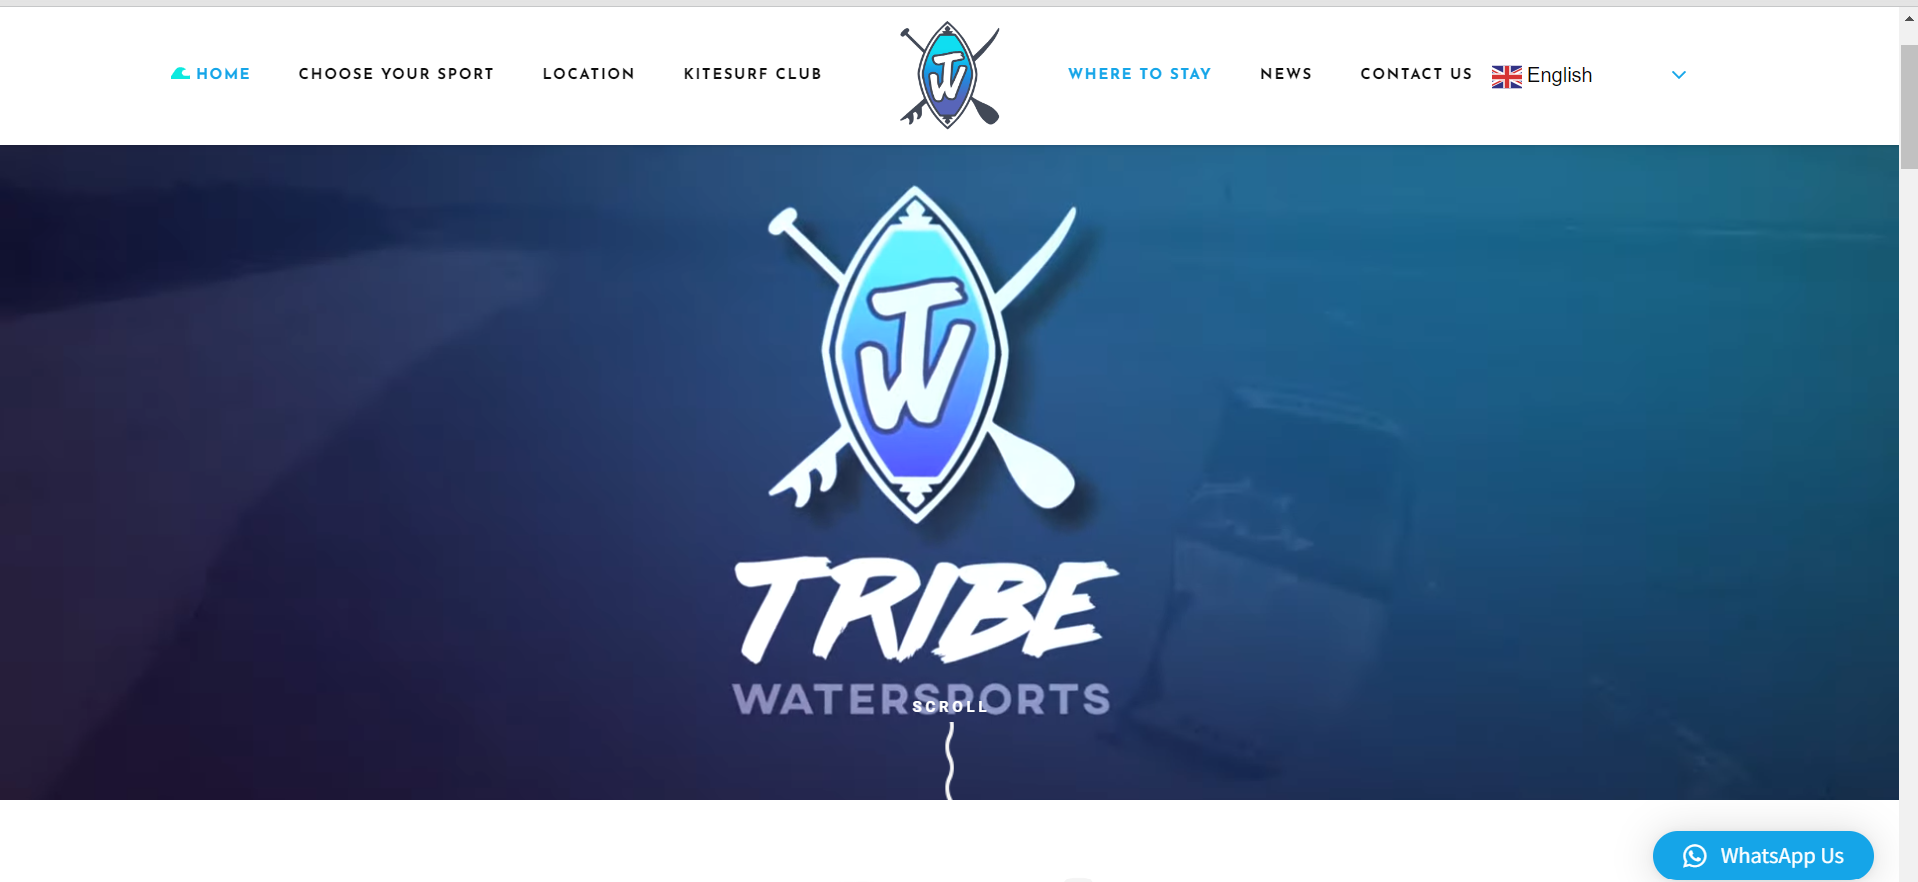 HOME
CHOOSE YOUR SPORT
LOCATION
KITESURF CLUB
TW
WHERE TO STAY
NEWS
CONTACT US
English
TW
TRIBE
WATERSPORTS
SCROLL
WhatsApp Us